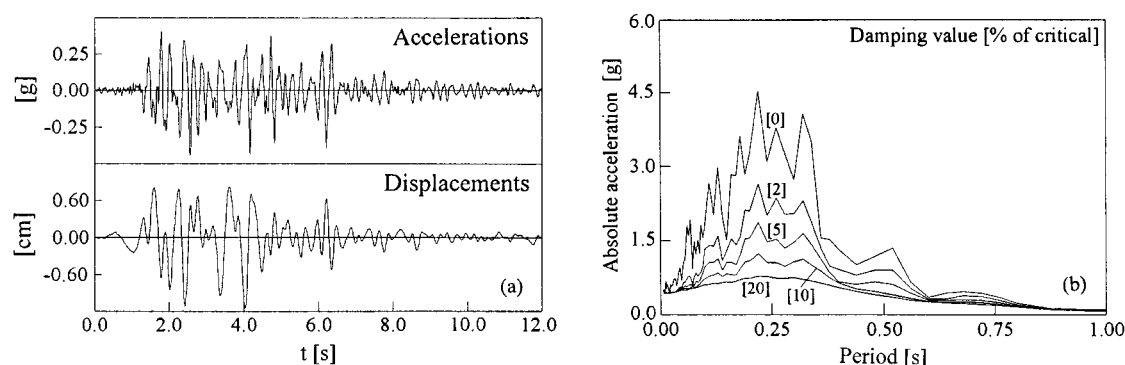 Accelerations
[g]
0.25
0.00
-0.25
Displacements
[cm]
0.60
0.00
-0.60
(a)
0.0 2.0 4.0 6.0 8.0 10.0 12.0
t [s]
Damping value [% of critical]
Absolute acceleration [g]
6.0
4.5
3.0
1.5
0.0
[0]
[2]
[5]
[20]
[10]
(b)
0.00 0.25 0.50 0.75 1.00
Period [s]